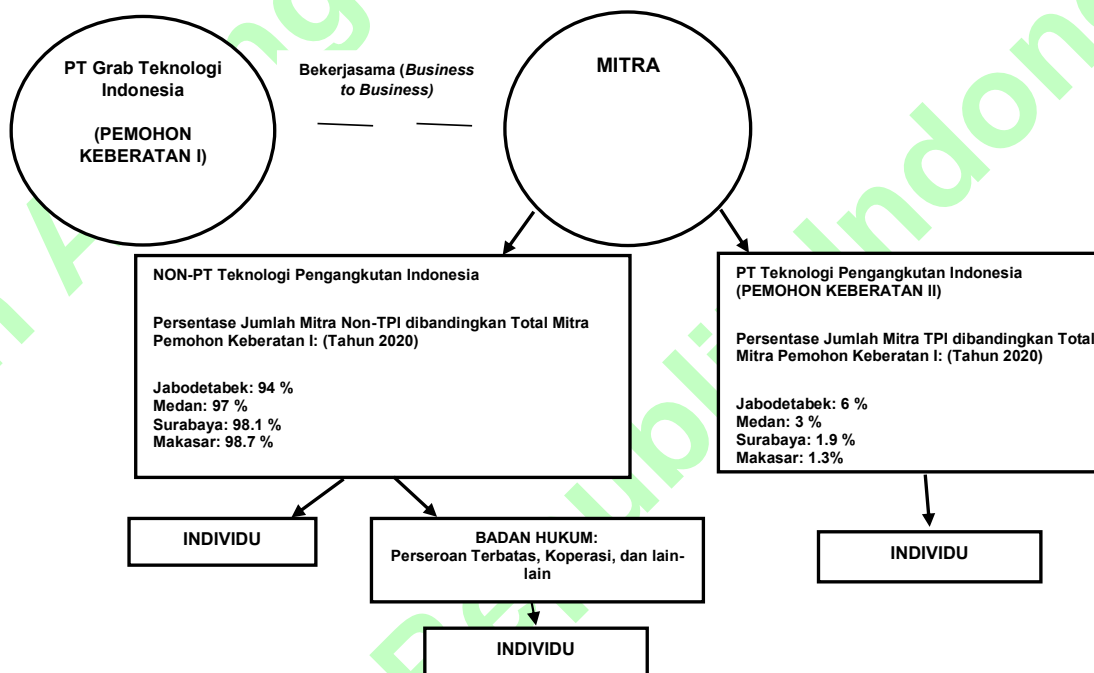 PT Grab Teknologi
Indonesia
(PEMOHON
KEBERATAN I)
Bekerjasama (Business
to Business)
MITRA
NON-PT Teknologi Pengangkutan Indonesia
Persentase Jumlah Mitra Non-TPI dibandingkan Total Mitra
Pemohon Keberatan I: (Tahun 2020)
Jabodetabek: 94 %
Medan: 97 %
Surabaya: 98.1 %
Makasar: 98.7 %
PT Teknologi Pengangkutan Indonesia
(PEMOHON KEBERATAN II)
Persentase Jumlah Mitra TPI dibandingkan Total
Mitra Pemohon Keberatan I: (Tahun 2020)
Jabodetabek: 6 %
Medan: 3 %
Surabaya: 1.9 %
Makasar: 1.3%
INDIVIDU
BADAN HUKUM:
Perseroan Terbatas, Koperasi, dan lain-
lain
INDIVIDU
INDIVIDU